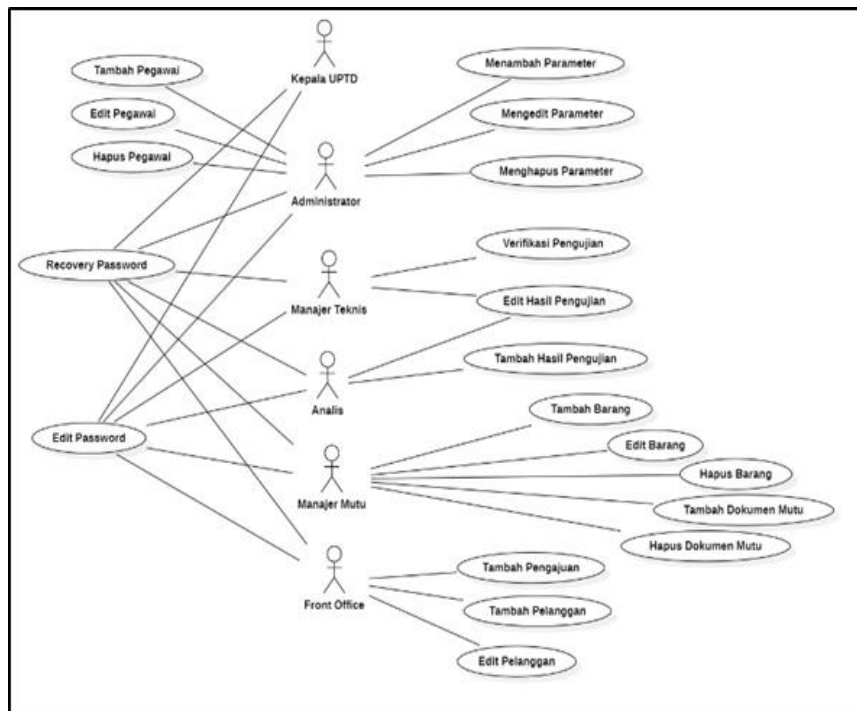 Kepala UPTD
Tambah Pegawai
Edit Pegawai
Hapus Pegawai
Menambah Parameter
Mengedit Parameter
Menghapus Parameter
Administrator
Recovery Password
Verifikasi Pengujian
Manajer Teknis
Edit Hasil Pengujian
Tambah Hasil Pengujian
Analis
Tambah Barang
Edit Password
Edit Barang
Hapus Barang
Manajer Mutu
Tambah Dokumen Mutu
Hapus Dokumen Mutu
Tambah Pengajuan
Front Office
Tambah Pelanggan
Edit Pelanggan